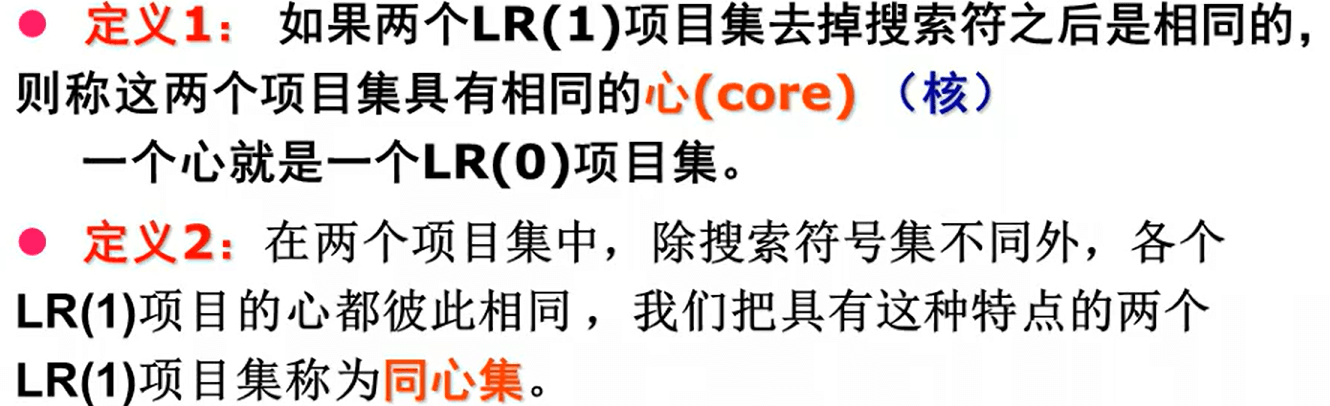 ● 定义1： 如果两个LR(1)项目集去掉搜索符之后是相同的，
则称这两个项目集具有相同的心(core)（核）
一个心就是一个LR(0)项目集。
● 定义2：在两个项目集中，除搜索符号集不同外，各个
LR(1)项目的心都彼此相同，我们把具有这种特点的两个
LR(1)项目集称为同心集。